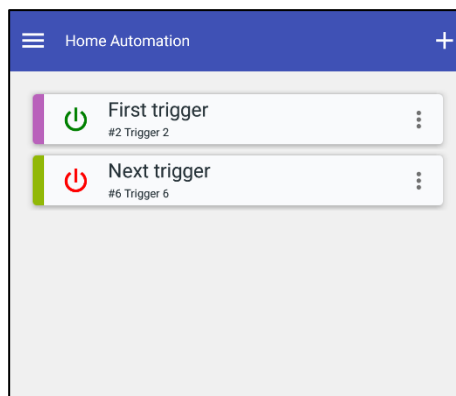 Home Automation
First trigger
#2 Trigger 2
Next trigger
#6 Trigger 6